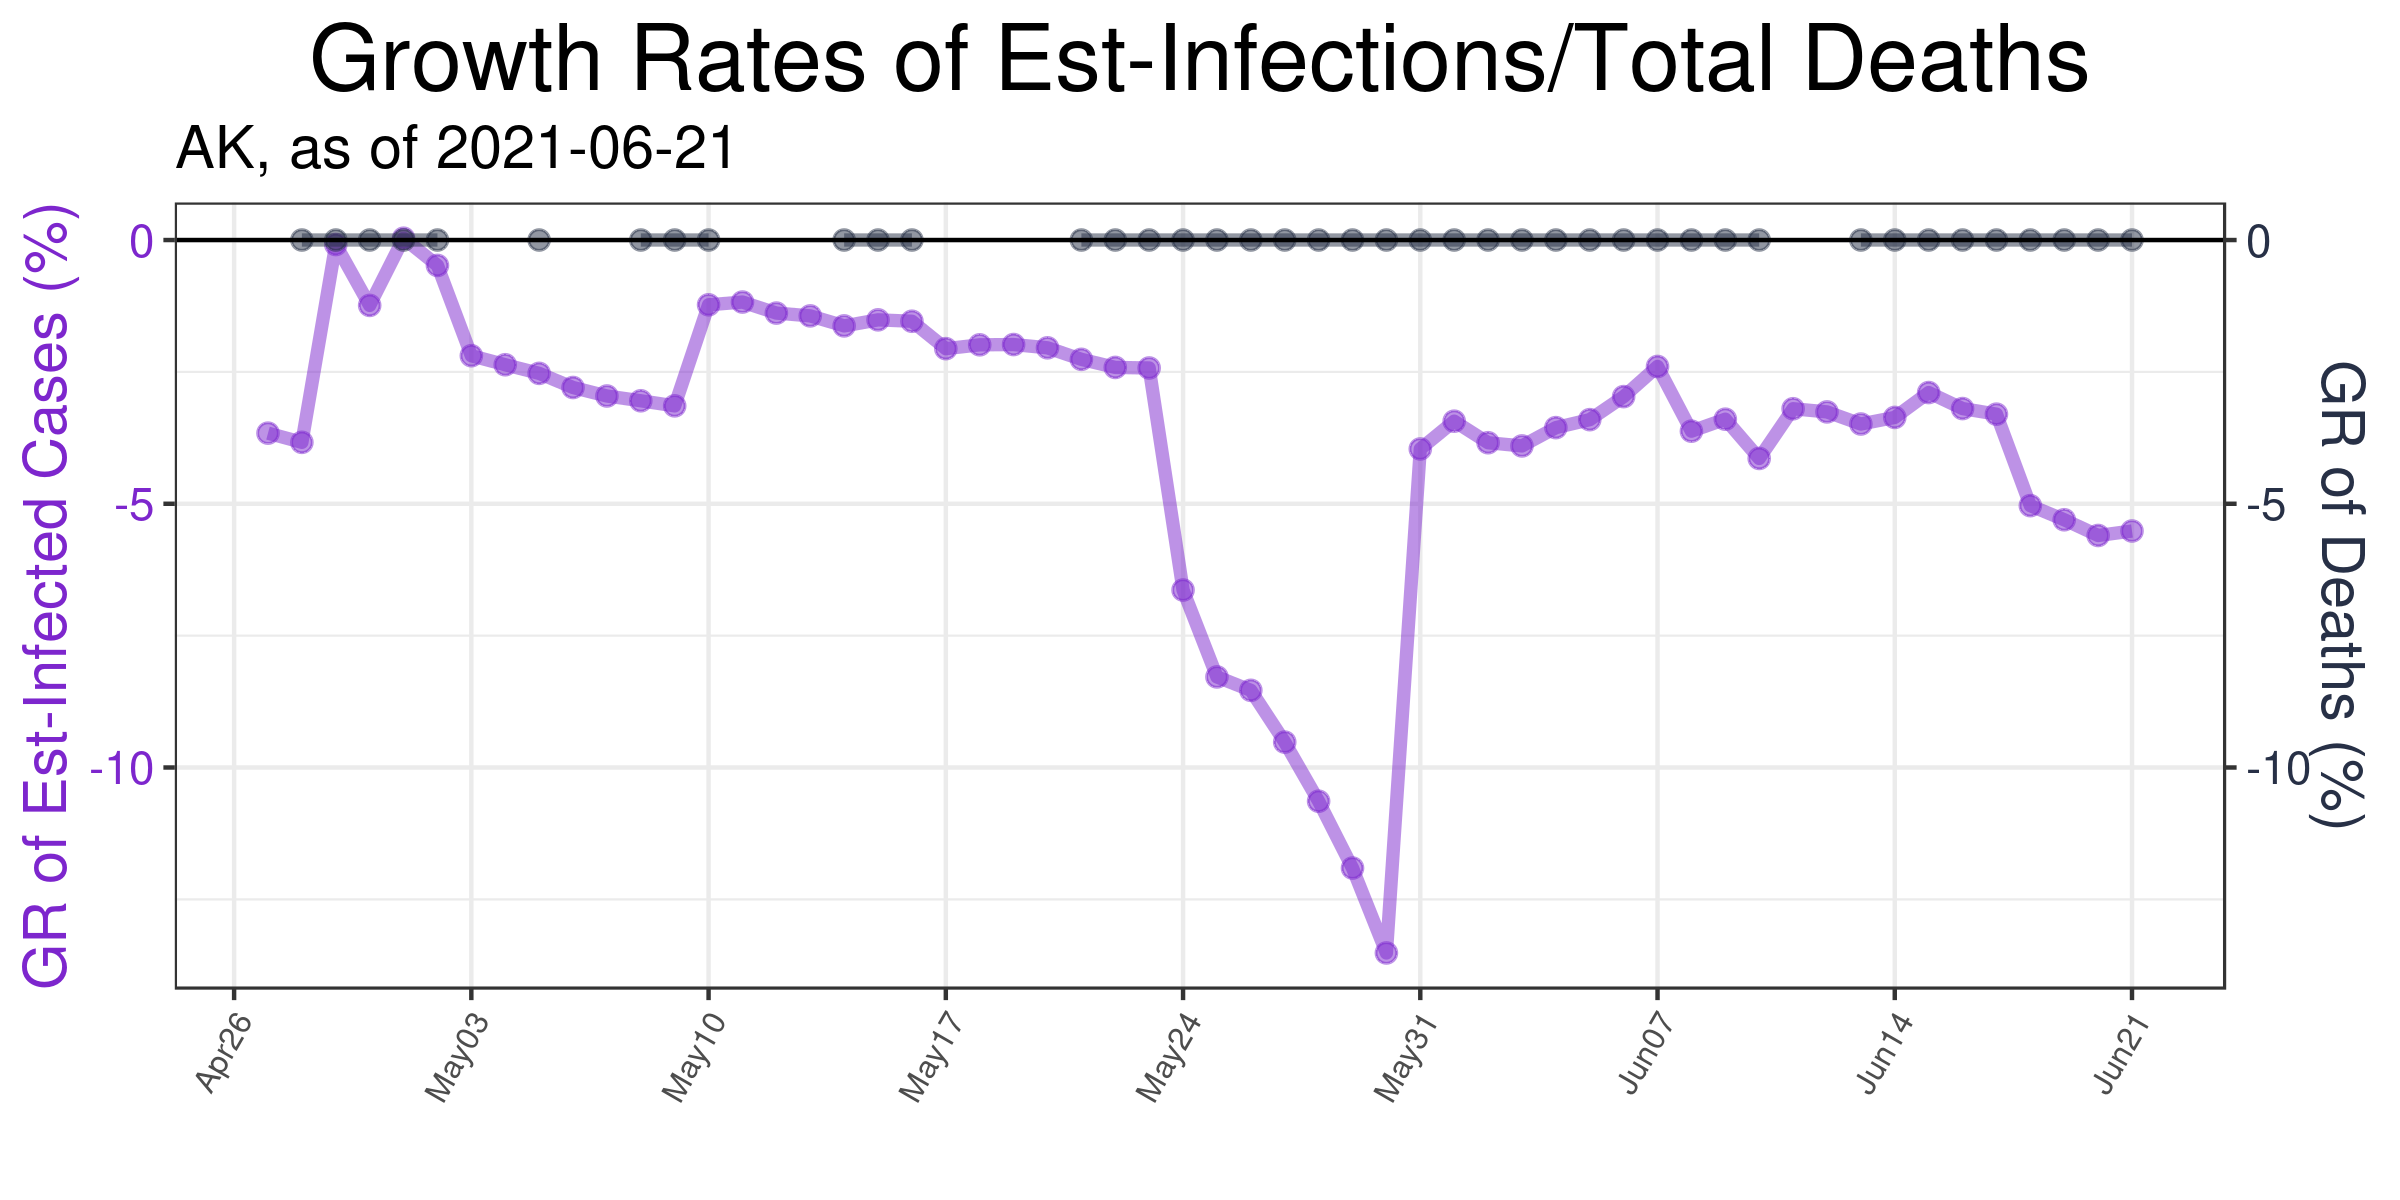 Growth Rates of Est-Infections/Total Deaths
AK, as of 2021-06-21
GR of Est-Infected Cases (%)
0
-5
-10
0
-5
-10
GR of Deaths (%)
Apr26
May03
May10
May17
May24
May31
Jun07
Jun14
Jun21